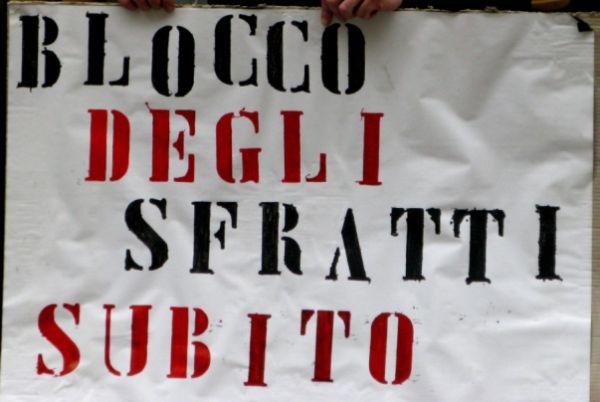 BLOCCO
DEGLI
SFRATTI
SUBITO